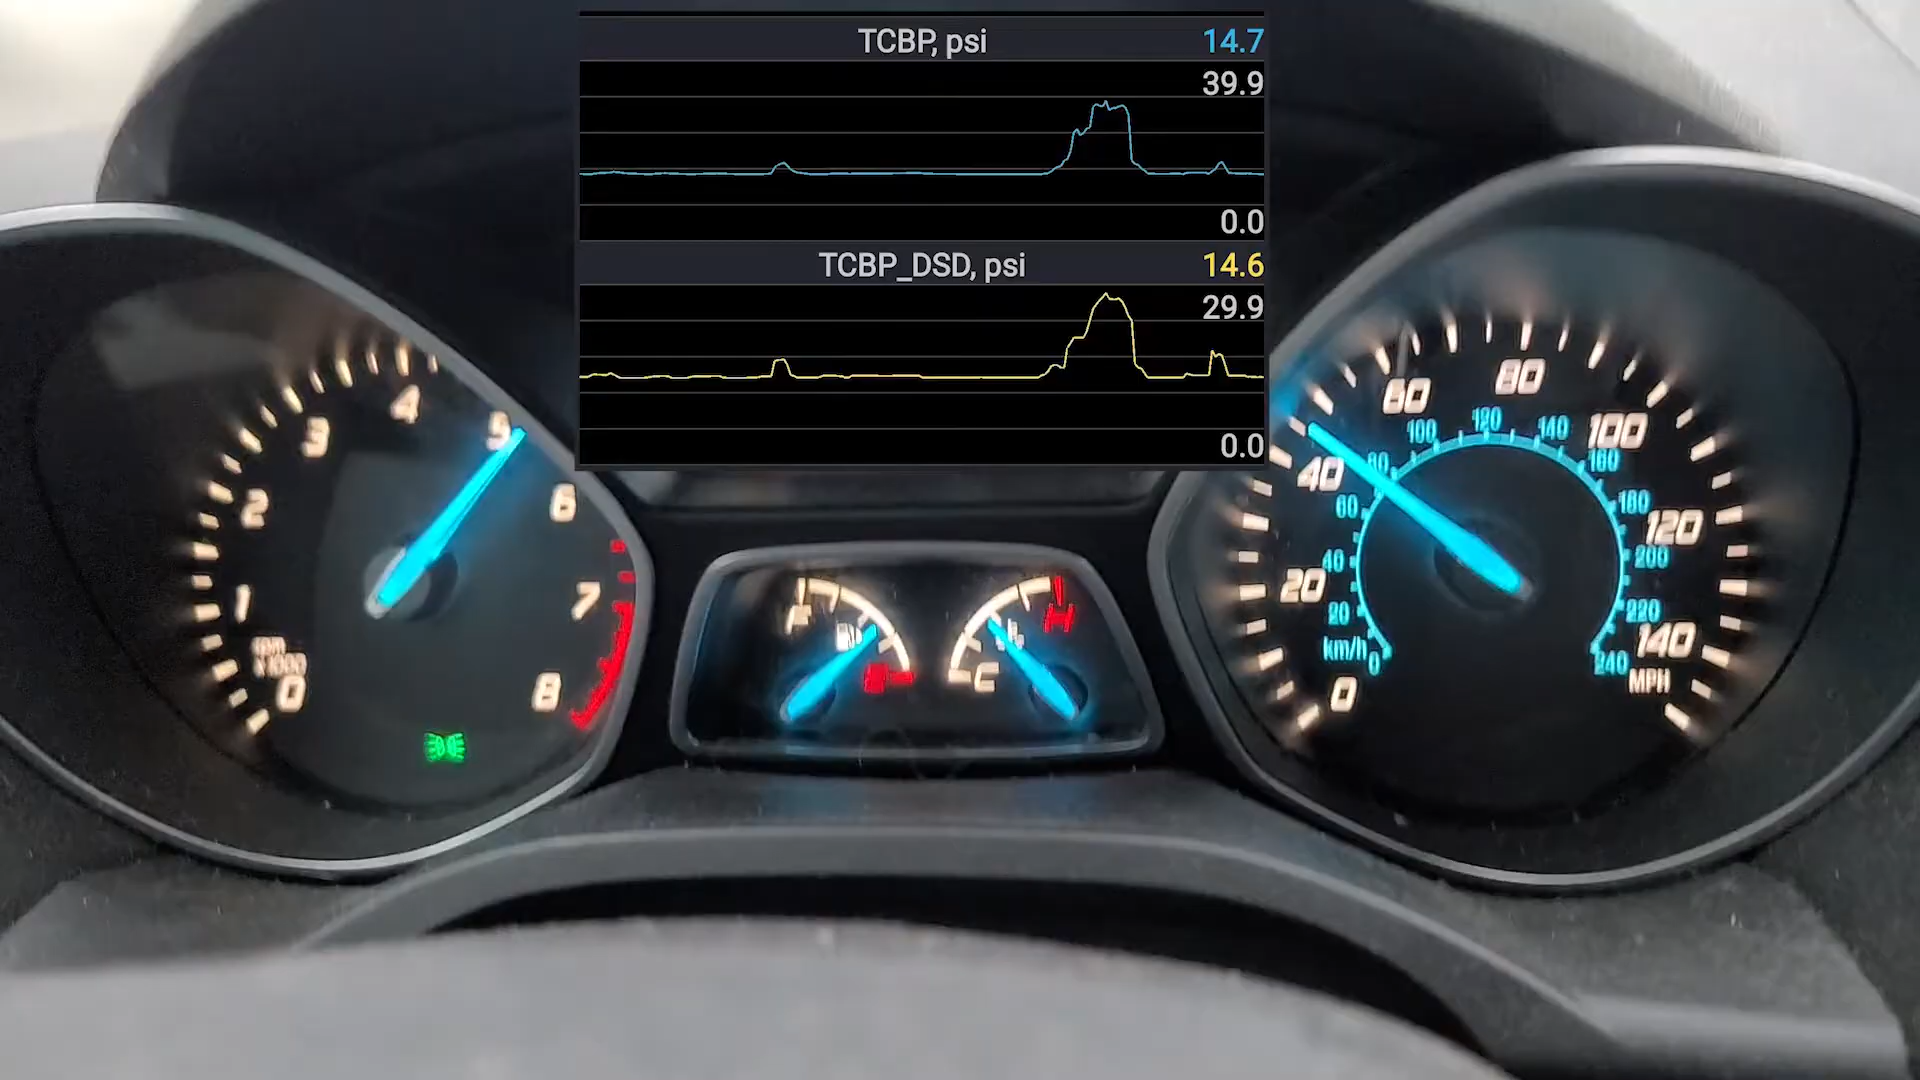 TCBP, psi 14.7
39.9
0.0
TCBP_DSD, psi 14.6
29.9
0.0
0 1 2 3 4 5 6 7 8
rpm
x1000
F
H
C
0 20 40 60 80 100 120 140
MPH
km/h
0 20 40 60 80 100 120 140 160 180 200 220 240